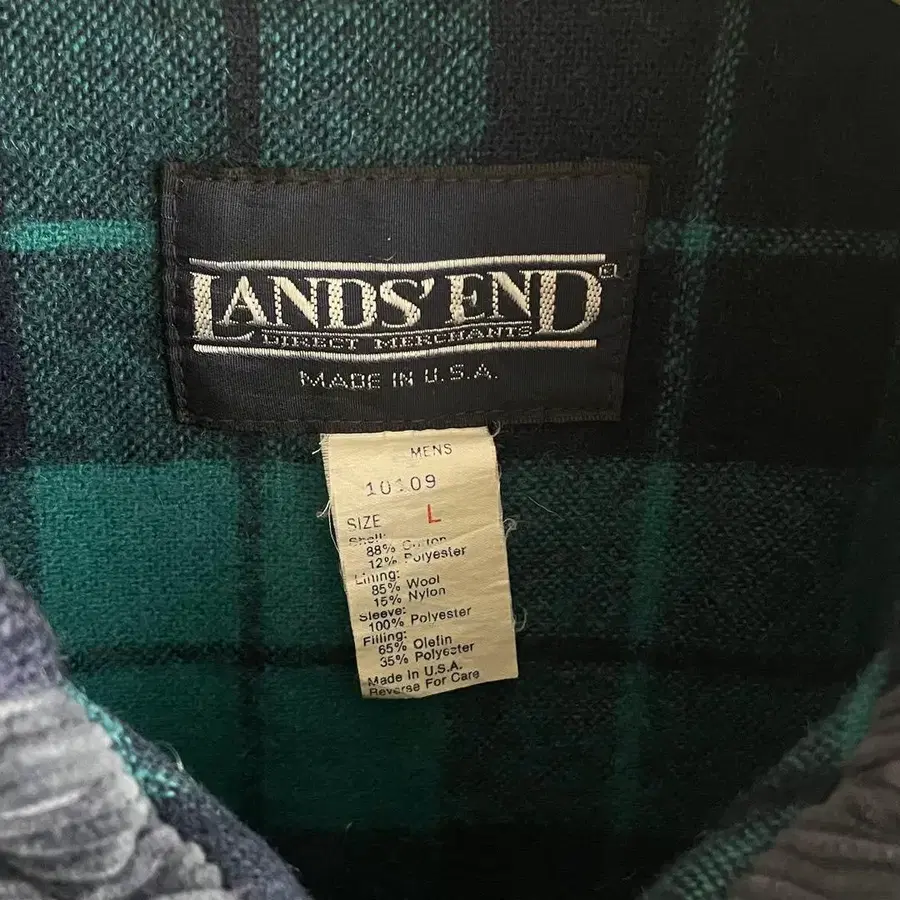 LANDS' END
DIRECT MERCHANTS
MADE IN U.S.A.
MENS
10109
SIZE L
Shell:
88% Cotton
12% Polyester
Lining:
85% Wool
15% Nylon
Sleeve:
100% Polyester
Filling:
65% Olefin
35% Polyester
Made In U.S.A.
Reverse For Care